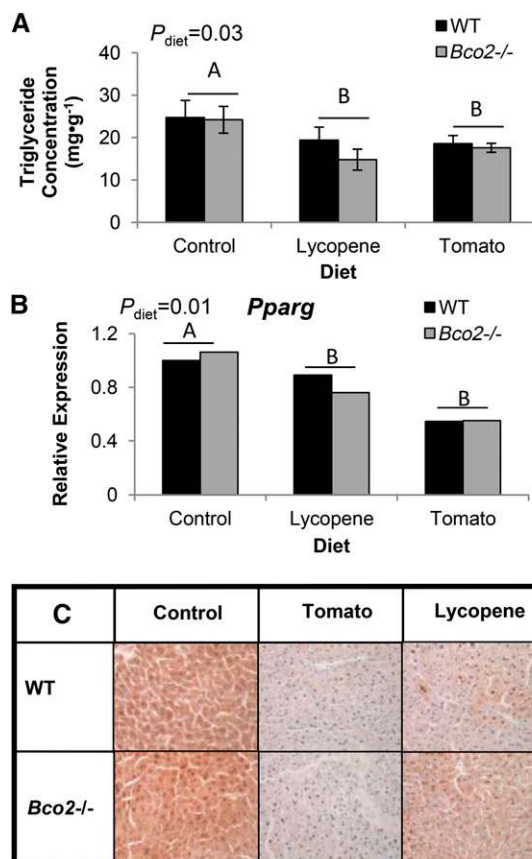 A
P diet=0.03
WT
Bco2-/-
A
B
B
Triglyceride
Concentration
(mg•g-1)
40
30
20
10
0
Control Lycopene Tomato
Diet
B
P diet=0.01 Pparg
WT
Bco2-/-
A
B
B
Relative Expression
1.2
0.8
0.4
0
Control Lycopene Tomato
Diet
C Control Tomato Lycopene
WT
Bco2-/-